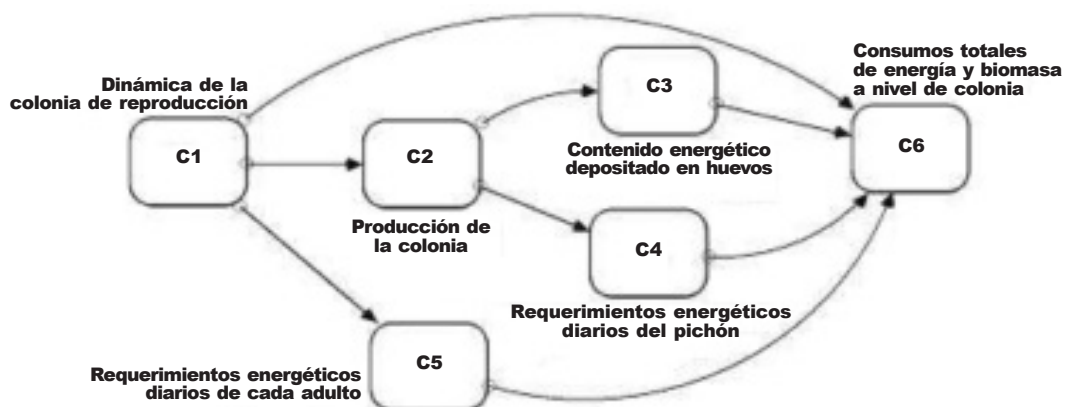 Dinámica de la
colonia de reproducción
C1
C2
Producción de
la colonia
C3
Contenido energético
depositado en huevos
C4
Requerimientos energéticos
diarios del pichón
C5
Requerimientos energéticos
diarios de cada adulto
Consumos totales
de energía y biomasa
a nivel de colonia
C6